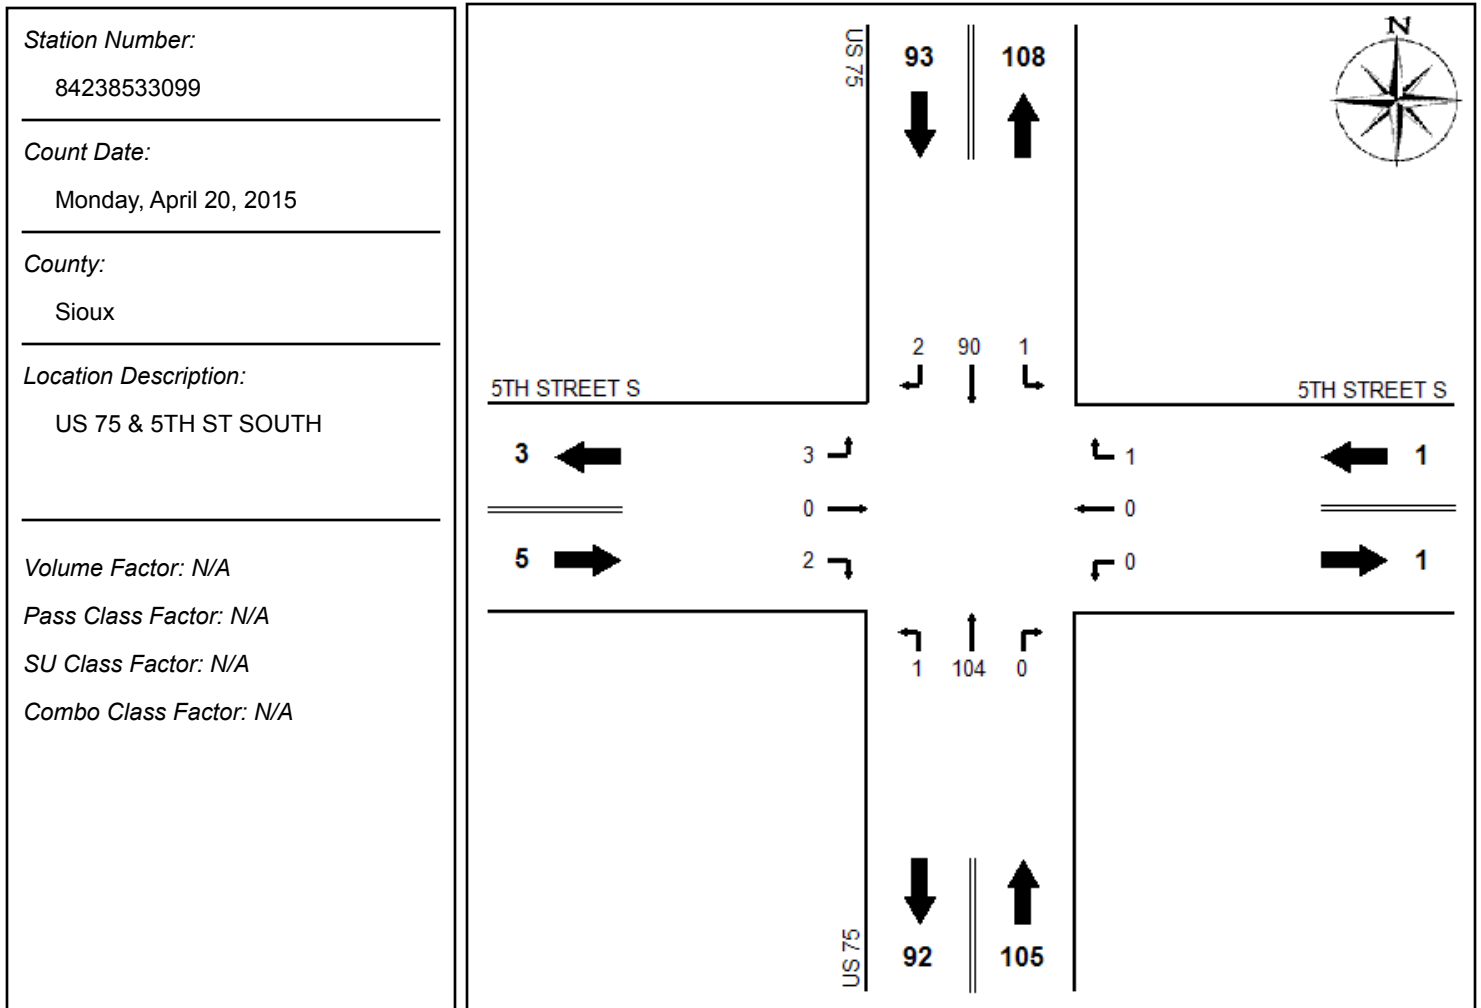 Station Number:
84238533099
Count Date:
Monday, April 20, 2015
County:
Sioux
Location Description:
US 75 & 5TH ST SOUTH
Volume Factor: N/A
Pass Class Factor: N/A
SU Class Factor: N/A
Combo Class Factor: N/A
N
US 75
93 108
2 90 1
5TH STREET S 5TH STREET S
3 3 1 1
0 0
5 2 0 1
1 104 0
US 75
92 105